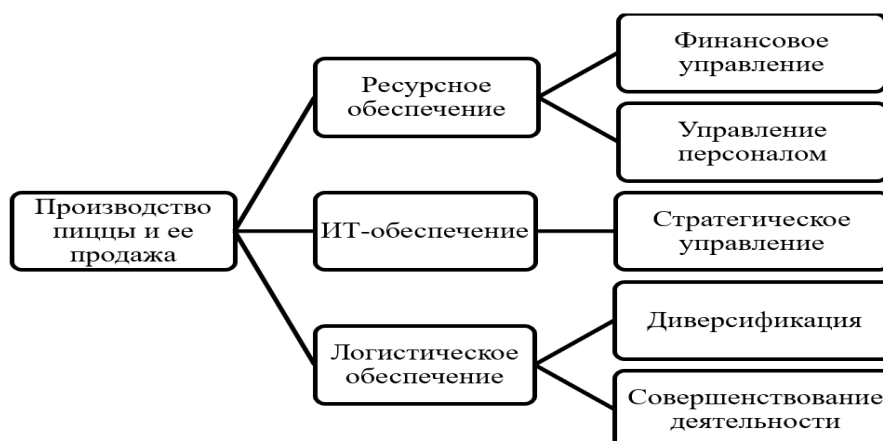 Производство
пиццы и ее
продажа
Ресурсное
обеспечение
ИТ-обеспечение
Логистическое
обеспечение
Финансовое
управление
Управление
персоналом
Стратегическое
управление
Диверсификация
Совершенствование
деятельности